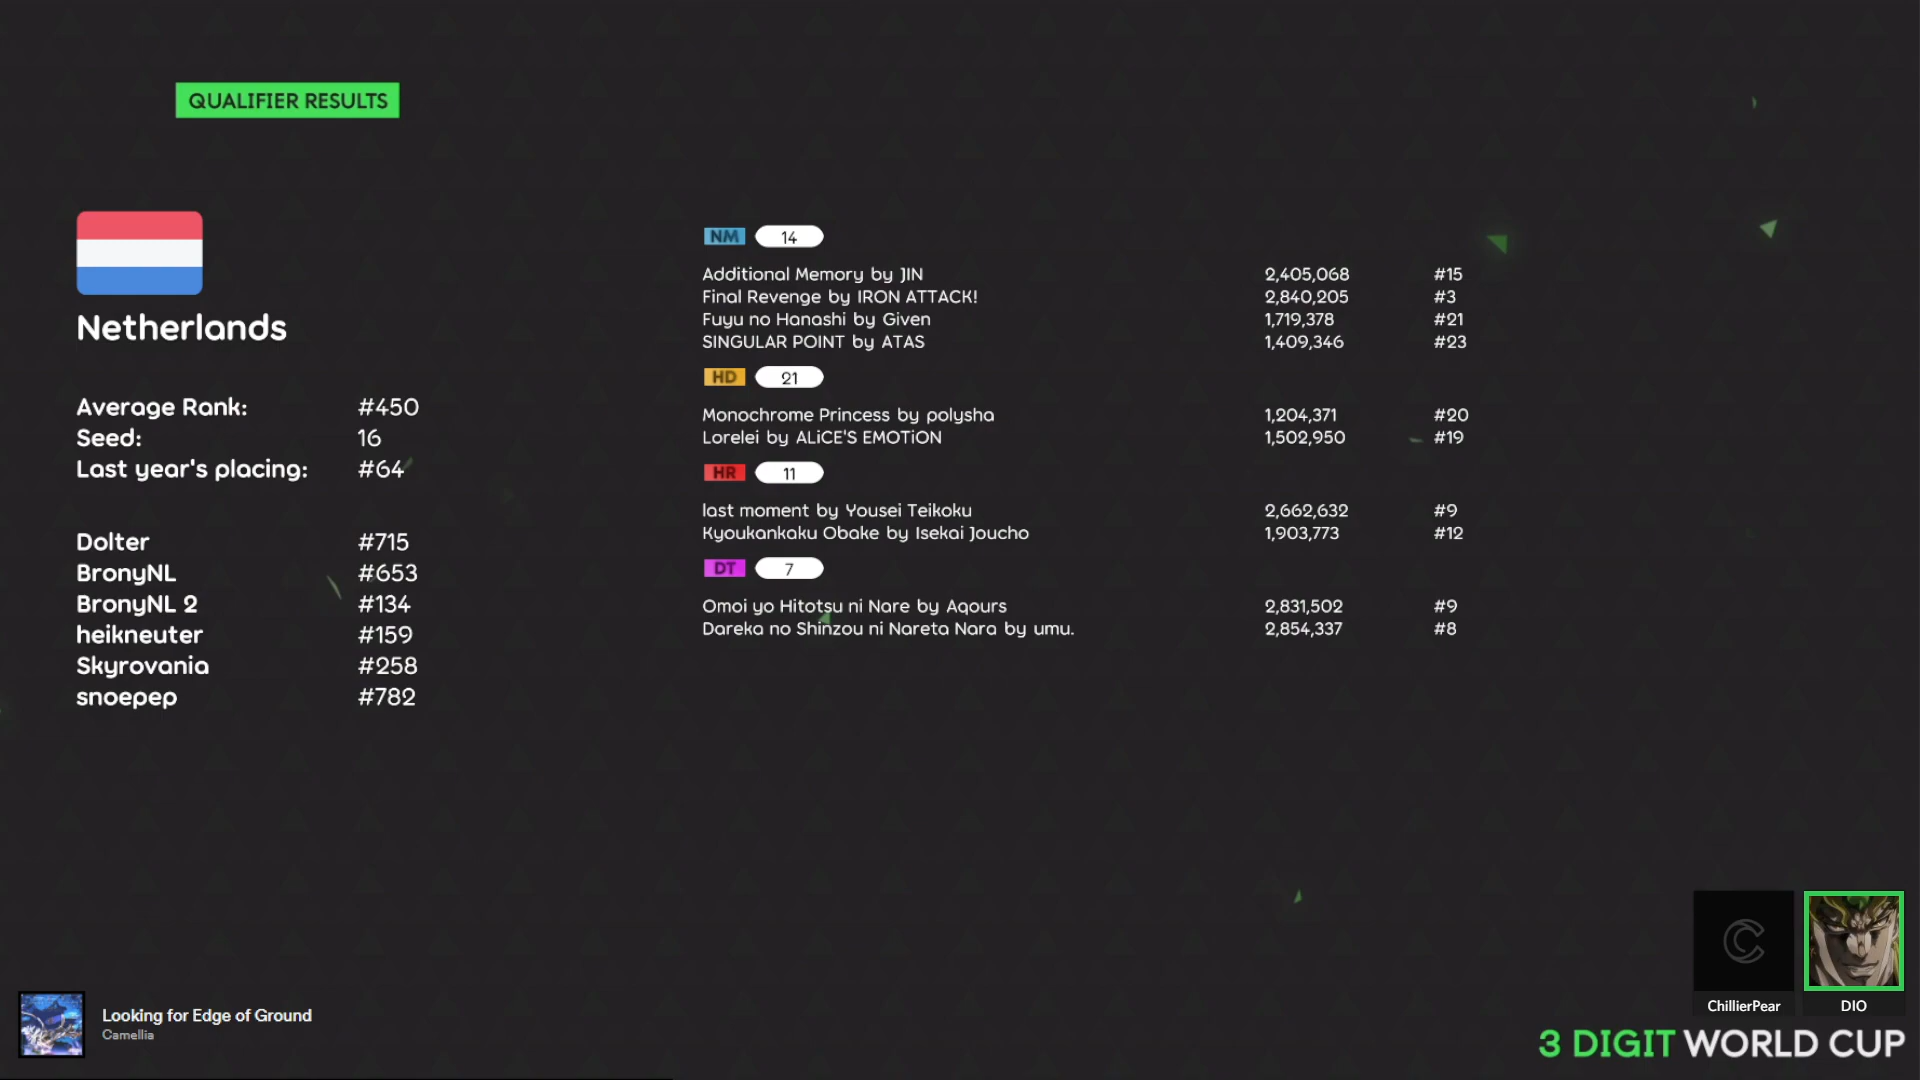 QUALIFIER RESULTS
Netherlands
Average Rank: #450
Seed: 16
Last year's placing: #64
Dolter #715
BronyNL #653
BronyNL 2 #134
heikneuter #159
Skyrovania #258
snoepep #782
NM 14
Additional Memory by JIN 2,405,068 #15
Final Revenge by IRON ATTACK! 2,840,205 #3
Fuyu no Hanashi by Given 1,719,378 #21
SINGULAR POINT by ATAS 1,409,346 #23
HD 21
Monochrome Princess by polysha 1,204,371 #20
Lorelei by ALiCE'S EMOTiON 1,502,950 #19
HR 11
last moment by Yousei Teikoku 2,662,632 #9
Kyoukankaku Obake by Isekai Joucho 1,903,773 #12
DT 7
Omoi yo Hitotsu ni Nare by Aqours 2,831,502 #9
Dareka no Shinzou ni Nareta Nara by umu. 2,854,337 #8
Looking for Edge of Ground
Camellia
ChillierPear DIO
3 DIGIT WORLD CUP